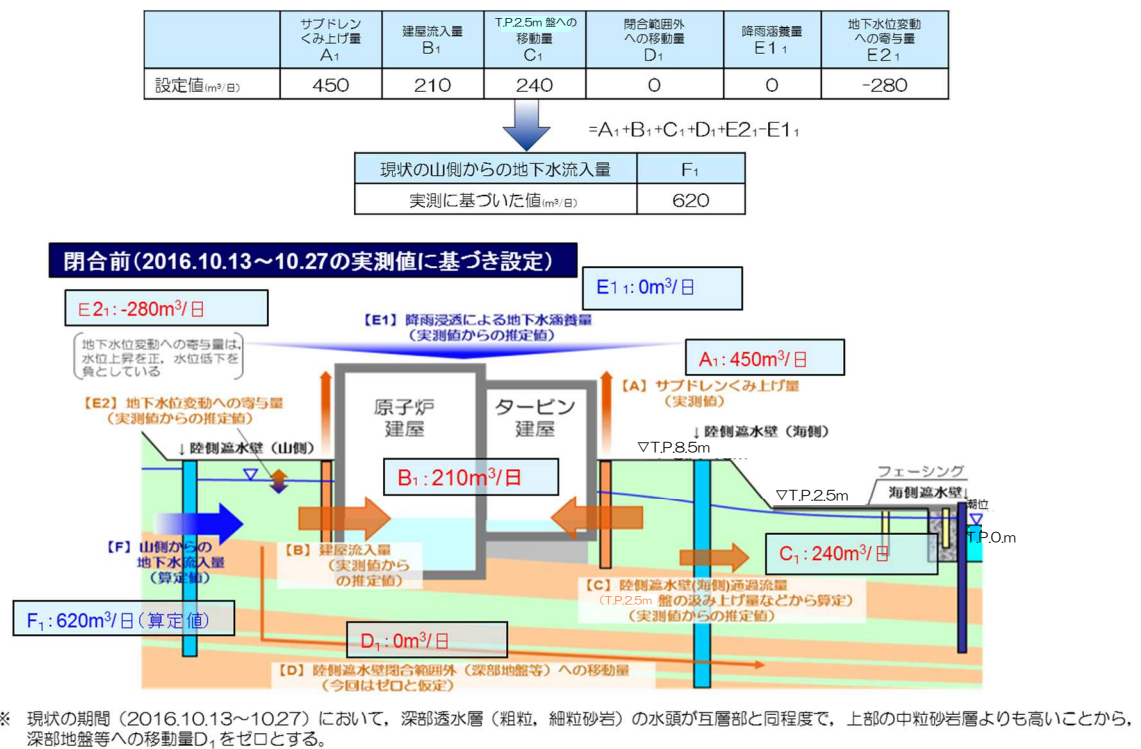 サブドレン
くみ上げ量
A₁
建屋流入量
B₁
T.P.2.5m 盤への
移動量
C₁
閉合範囲外
への移動量
D₁
降雨涵養量
E1₁
地下水位変動
への寄与量
E2₁
設定値(m³/日) 450 210 240 0 0 -280
=A₁+B₁+C₁+D₁+E2₁-E1₁
現状の山側からの地下水流入量 F₁
実測に基づいた値(m³/日) 620
閉合前(2016.10.13～10.27の実測値に基づき設定)
E2₁:-280m³/日
E1₁:0m³/日
地下水位変動への寄与量は,
水位上昇を正，水位低下を
負としている
【E1】降雨浸透による地下水涵養量
(実測値からの推定値)
A₁:450m³/日
【A】サブドレンくみ上げ量
(実測値)
【E2】地下水位変動への寄与量
(実測値からの推定値)
原子炉
建屋
タービン
建屋
↓陸側遮水壁（山側）
↓陸側遮水壁（海側）
▽T.P.8.5m
B₁:210m³/日
フェーシング
海側遮水壁↓
▽T.P.2.5m
潮位
T.P.0.m
【F】山側からの
地下水流入量
(算定値)
【B】建屋流入量
(実測値から
の推定値)
C₁:240m³/日
【C】陸側遮水壁(海側)通過流量
(T.P.2.5m 盤の汲み上げ量などから算定)
(実測値からの推定値)
F₁:620m³/日(算定値)
D₁:0m³/日
【D】陸側遮水壁閉合範囲外（深部地盤等）への移動量
(今回はゼロと仮定)
※ 現状の期間（2016.10.13～10.27）において，深部透水層（粗粒，細粒砂岩）の水頭が互層部と同程度で，上部の中粒砂岩層よりも高いことから，
深部地盤等への移動量D₁をゼロとする。